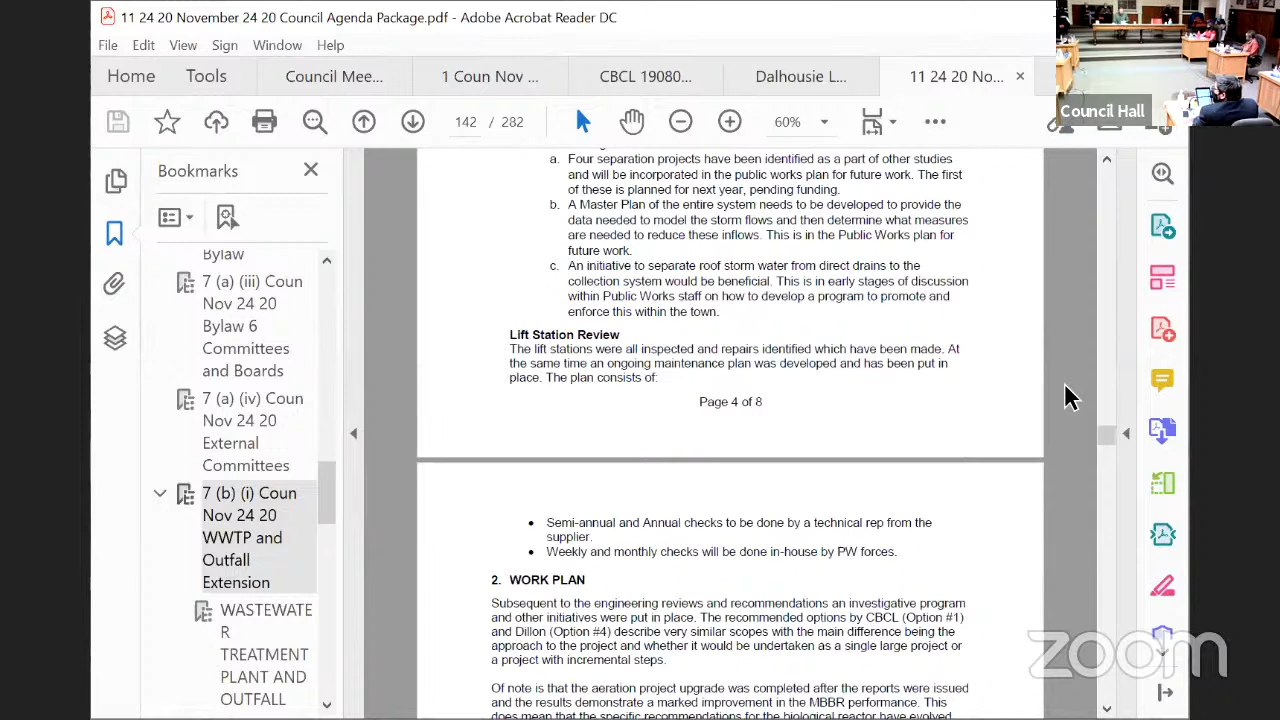 11 24 20 November 24 20 Council Agenda Package.pdf - Adobe Acrobat Reader DC
File Edit View Sign Window Help
Home Tools Council Mee... 1 Coun Nov ... CBCL 19080... Dalhousie L... 11 24 20 No... ×
Council Hall
142 / 282 60%
Bookmarks
Bylaw
7 (a) (iii) Coun
Nov 24 20
Bylaw 6
Committees
and Boards
7 (a) (iv) Coun
Nov 24 20
External
Committees
7 (b) (i) Coun
Nov 24 20
WWTP and
Outfall
Extension
WASTEWATE
R
TREATMENT
PLANT AND
OUTFALL
a. Four separation projects have been identified as a part of other studies
and will be incorporated in the public works plan for future work. The first
of these is planned for next year, pending funding.
b. A Master Plan of the entire system needs to be developed to provide the
data needed to model the storm flows and then determine what measures
are needed to reduce these inflows. This is in the Public Works plan for
future work.
c. An initiative to separate roof storm water from direct drains to the
collection system would be beneficial. This is in early stages of discussion
within Public Works staff on how to develop a program to promote and
enforce this within the town.
Lift Station Review
The lift stations were all inspected and repairs identified which have been made. At
the same time an ongoing maintenance plan was developed and has been put in
place. The plan consists of:
Page 4 of 8
• Semi-annual and Annual checks to be done by a technical rep from the
supplier.
• Weekly and monthly checks will be done in-house by PW forces.
2. WORK PLAN
Subsequent to the engineering reviews and recommendations an investigative program
and other initiatives were put in place. The recommended options by CBCL (Option #1)
and Dillon (Option #4) describe very similar scopes with the main difference being the
approach to the project and whether it would be undertaken as a single large project or
a project with incremental steps.
Of note is that the aeration project upgrade was completed after the reports were issued
and the results demonstrate a marked improvement in the MBBR performance. This
does mean that the specific recommendations for the biological reactor have evolved
zoom